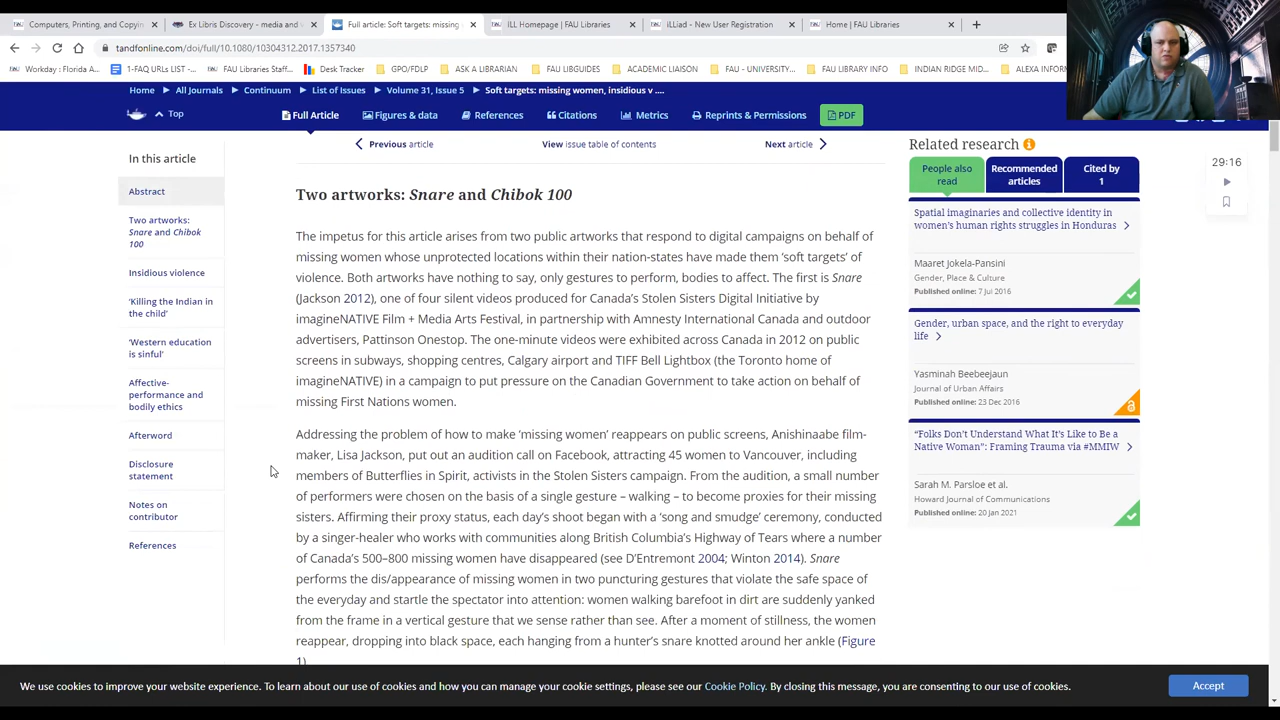 Computers, Printing, and Copyin
Ex Libris Discovery - media and
Full article: Soft targets: missing
ILL Homepage | FAU Libraries
ILLiad - New User Registration
Home | FAU Libraries
tandfonline.com/doi/full/10.1080/10304312.2017.1357340
Workday : Florida A...
1-FAQ URLs LIST -...
FAU Libraries Staff...
Desk Tracker
GPO/FDLP
ASK A LIBRARIAN
FAU LIBGUIDES
ACADEMIC LIAISON
FAU - UNIVERSITY...
FAU LIBRARY INFO
INDIAN RIDGE MID...
ALEXA INFOR
Home
All Journals
Continuum
List of Issues
Volume 31, Issue 5
Soft targets: missing women, insidious v ....
Top
Full Article
Figures & data
References
Citations
Metrics
Reprints & Permissions
PDF
Previous article
View issue table of contents
Next article
In this article
Abstract
Two artworks:
Snare and Chibok
100
Insidious violence
‘Killing the Indian in
the child’
‘Western education
is sinful’
Affective-
performance and
bodily ethics
Afterword
Disclosure
statement
Notes on
contributor
References
Two artworks: Snare and Chibok 100
The impetus for this article arises from two public artworks that respond to digital campaigns on behalf of
missing women whose unprotected locations within their nation-states have made them ‘soft targets’ of
violence. Both artworks have nothing to say, only gestures to perform, bodies to affect. The first is Snare
(Jackson 2012), one of four silent videos produced for Canada’s Stolen Sisters Digital Initiative by
imagineNATIVE Film + Media Arts Festival, in partnership with Amnesty International Canada and outdoor
advertisers, Pattinson Onestop. The one-minute videos were exhibited across Canada in 2012 on public
screens in subways, shopping centres, Calgary airport and TIFF Bell Lightbox (the Toronto home of
imagineNATIVE) in a campaign to put pressure on the Canadian Government to take action on behalf of
missing First Nations women.
Addressing the problem of how to make ‘missing women’ reappears on public screens, Anishinaabe film-
maker, Lisa Jackson, put out an audition call on Facebook, attracting 45 women to Vancouver, including
members of Butterflies in Spirit, activists in the Stolen Sisters campaign. From the audition, a small number
of performers were chosen on the basis of a single gesture – walking – to become proxies for their missing
sisters. Affirming their proxy status, each day’s shoot began with a ‘song and smudge’ ceremony, conducted
by a singer-healer who works with communities along British Columbia’s Highway of Tears where a number
of Canada’s 500–800 missing women have disappeared (see D’Entremont 2004; Winton 2014). Snare
performs the dis/appearance of missing women in two puncturing gestures that violate the safe space of
the everyday and startle the spectator into attention: women walking barefoot in dirt are suddenly yanked
from the frame in a vertical gesture that we sense rather than see. After a moment of stillness, the women
reappear, dropping into black space, each hanging from a hunter’s snare knotted around her ankle (Figure
1)
Related research
People also
read
Recommended
articles
Cited by
1
Spatial imaginaries and collective identity in
women’s human rights struggles in Honduras
Maaret Jokela-Pansini
Gender, Place & Culture
Published online: 7 Jul 2016
Gender, urban space, and the right to everyday
life
Yasminah Beebeejaun
Journal of Urban Affairs
Published online: 23 Dec 2016
“Folks Don’t Understand What It’s Like to Be a
Native Woman”: Framing Trauma via #MMIW
Sarah M. Parsloe et al.
Howard Journal of Communications
Published online: 20 Jan 2021
29:16
We use cookies to improve your website experience. To learn about our use of cookies and how you can manage your cookie settings, please see our Cookie Policy. By closing this message, you are consenting to our use of cookies.
Accept